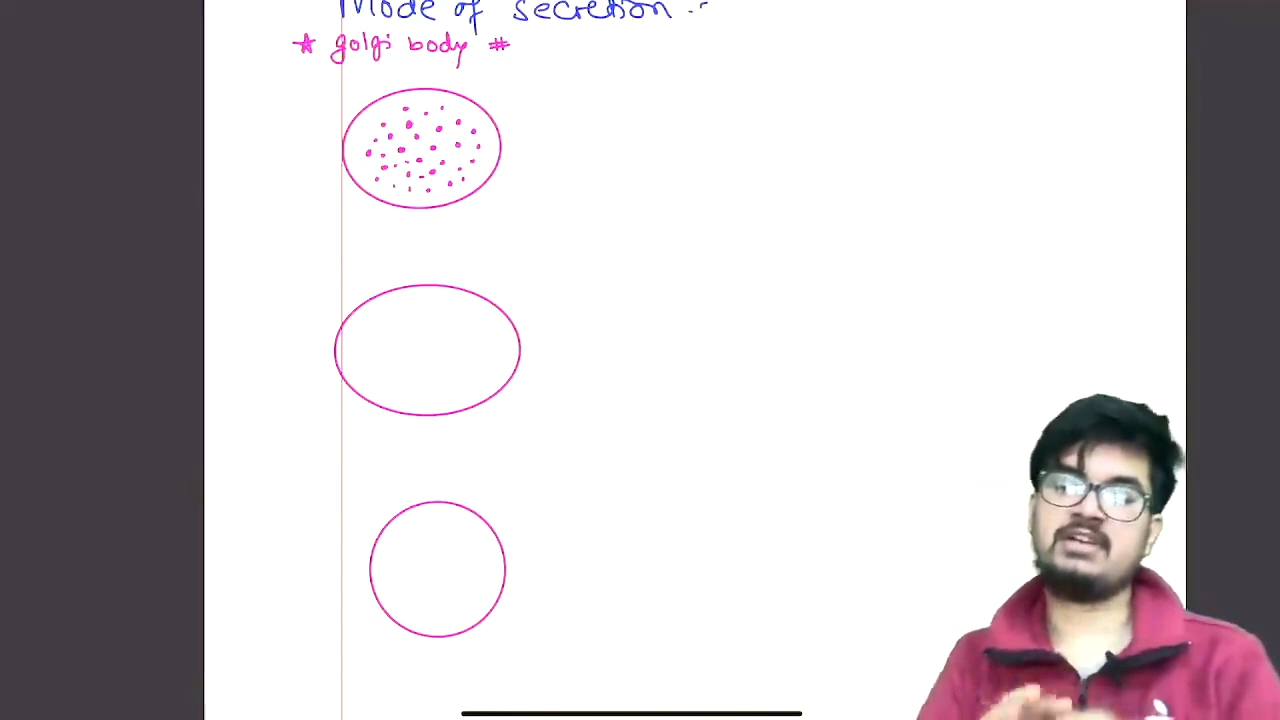 Mode of secretion :-
* golgi body #